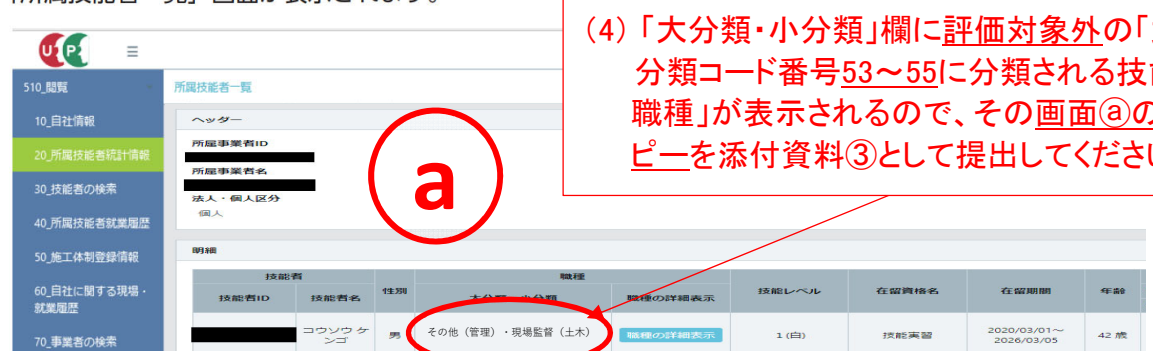 所属技能者一覧」画面が表示されます。
(4)「大分類・小分類」欄に評価対象外の「
分類コード番号53～55に分類される技
職種」が表示されるので、その画面ⓐの
ピーを添付資料③として提出してくださ
510_閲覧
10_自社情報
20_所属技能者統計情報
30_技能者の検索
40_所属技能者就業履歴
50_施工体制登録情報
60_自社に関する現場・
就業履歴
70_事業者の検索
所属技能者一覧
ヘッダー
所属事業者ID
所属事業者名
法人・個人区分
個人
a
明細
技能者
職種
技能者ID
技能者名
性別
大分類・小分類
職種の詳細表示
技能レベル
在留資格名
在留期間
年齢
コウソウ ケ
ンゴ
男
その他（管理）・現場監督（土木）
職種の詳細表示
1 (白)
技能実習
2020/03/01～
2026/03/05
42 歳